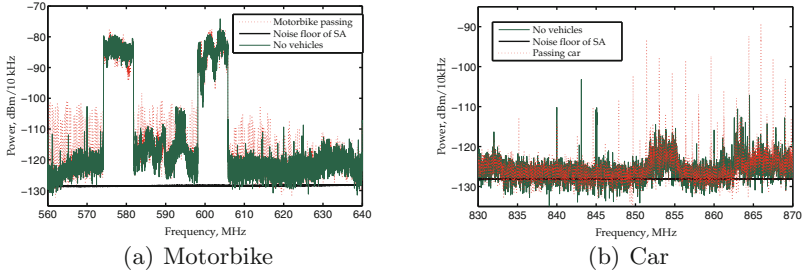 Motorbike passing
Noise floor of SA
No vehicles
Power, dBm/10 kHz
−70
−80
−90
−100
−110
−120
−130
560 570 580 590 600 610 620 630 640
Frequency, MHz
(a) Motorbike
No vehicles
Noise floor of SA
Passing car
Power, dBm/10kHz
−90
−100
−110
−120
−130
830 835 840 845 850 855 860 865 870
Frequency, MHz
(b) Car